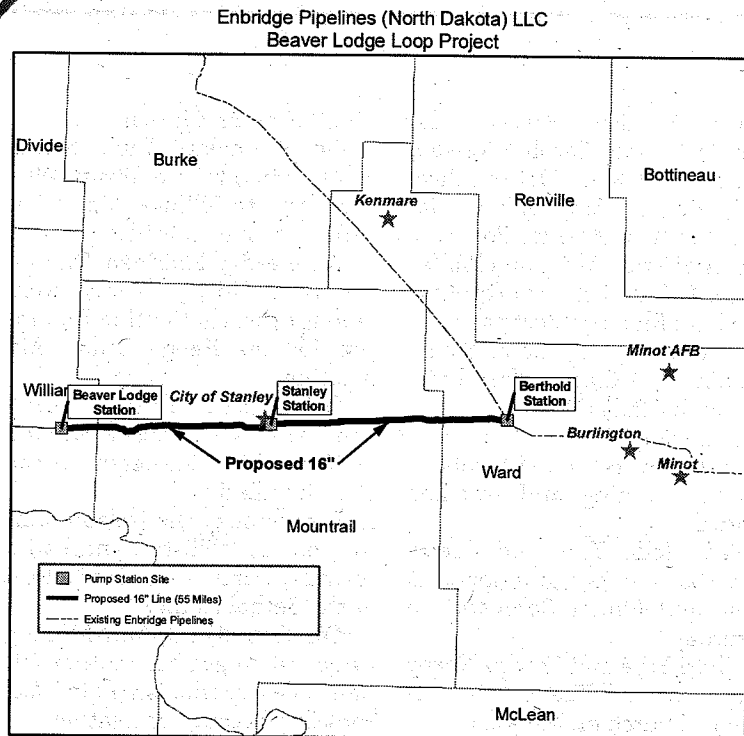 Enbridge Pipelines (North Dakota) LLC
Beaver Lodge Loop Project
Divide
Burke
Bottineau
Renville
Kenmare
Minot AFB
William
Beaver Lodge
Station
City of Stanley
Stanley
Station
Berthold
Station
Burlington
Minot
Proposed 16"
Ward
Mountrail
Pump Station Site
Proposed 16" Line (55 Miles)
Existing Enbridge Pipelines
McLean